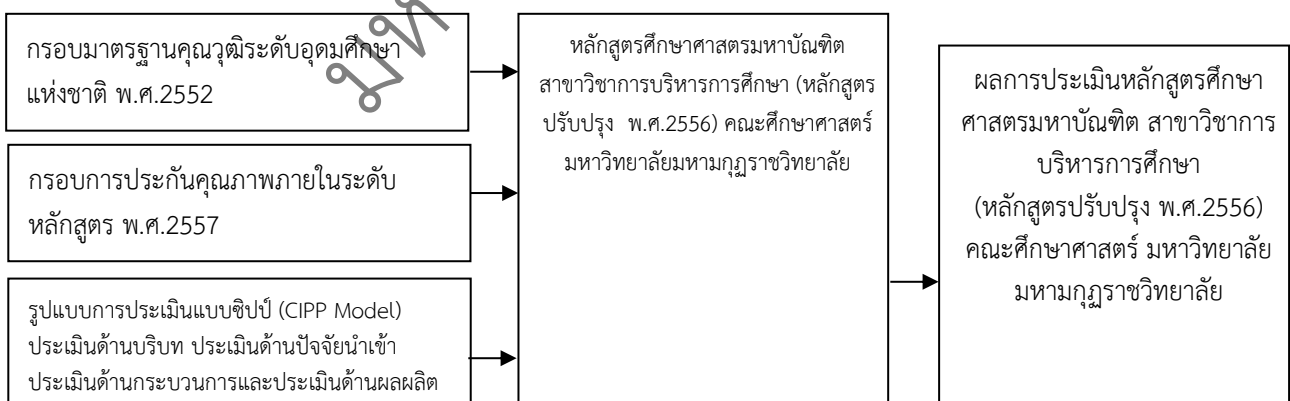 กรอบมาตรฐานคุณวุฒิระดับอุดมศึกษา
แห่งชาติ พ.ศ.2552
กรอบการประกันคุณภาพภายในระดับ
หลักสูตร พ.ศ.2557
รูปแบบการประเมินแบบซิปป์ (CIPP Model)
ประเมินด้านบริบท ประเมินด้านปัจจัยนำเข้า
ประเมินด้านกระบวนการและประเมินด้านผลผลิต
หลักสูตรศึกษาศาสตรมหาบัณฑิต
สาขาวิชาการบริหารการศึกษา (หลักสูตร
ปรับปรุง พ.ศ.2556) คณะศึกษาศาสตร์
มหาวิทยาลัยมหามกุฏราชวิทยาลัย
ผลการประเมินหลักสูตรศึกษา
ศาสตรมหาบัณฑิต สาขาวิชาการ
บริหารการศึกษา
(หลักสูตรปรับปรุง พ.ศ.2556)
คณะศึกษาศาสตร์ มหาวิทยาลัย
มหามกุฏราชวิทยาลัย